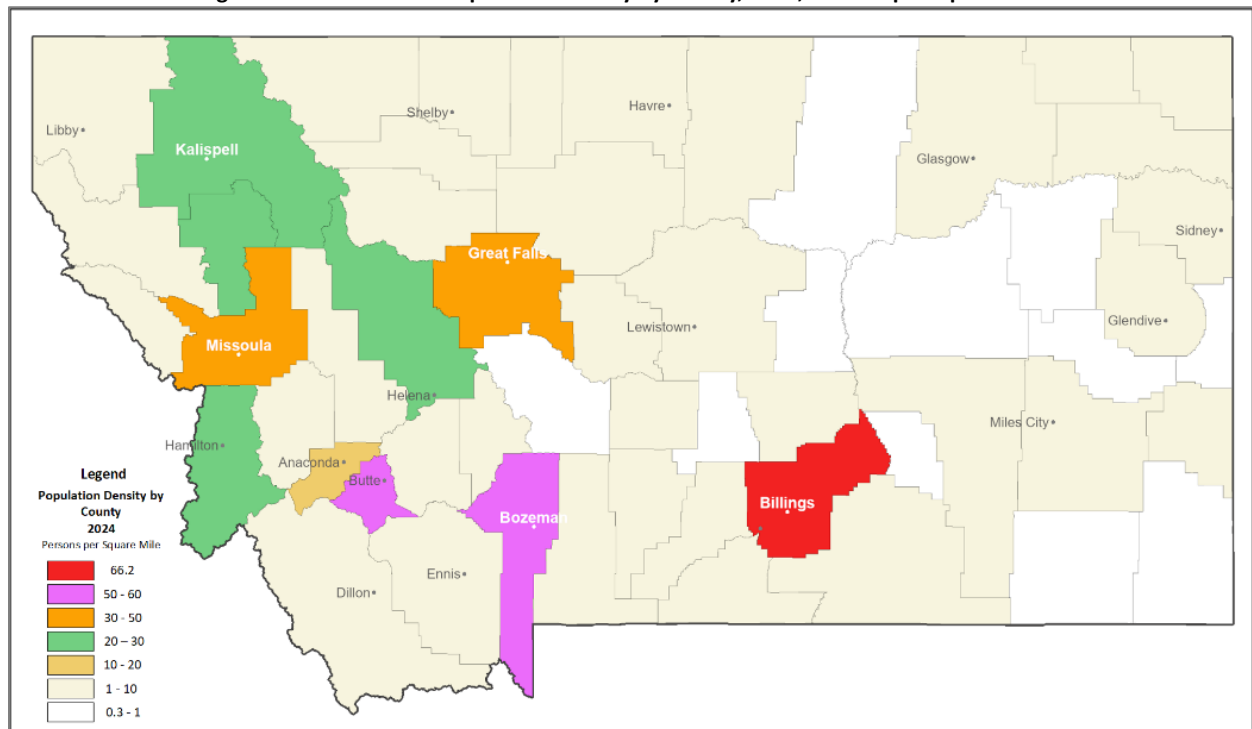 Libby
Kalispell
Shelby
Havre
Glasgow
Sidney
Great Falls
Glendive
Lewistown
Missoula
Helena
Miles City
Hamilton
Anaconda
Butte
Billings
Bozeman
Ennis
Dillon
Legend
Population Density by
County
2024
Persons per Square Mile
66.2
50 - 60
30 - 50
20 – 30
10 - 20
1 - 10
0.3 - 1